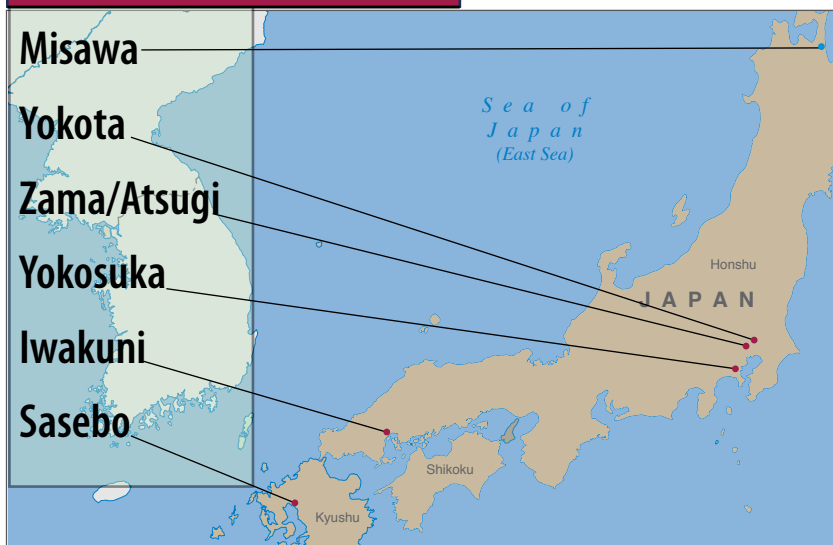 Misawa
Yokota
Zama/Atsugi
Yokosuka
Iwakuni
Sasebo
Sea of
Japan
(East Sea)
Honshu
JAPAN
Shikoku
Kyushu